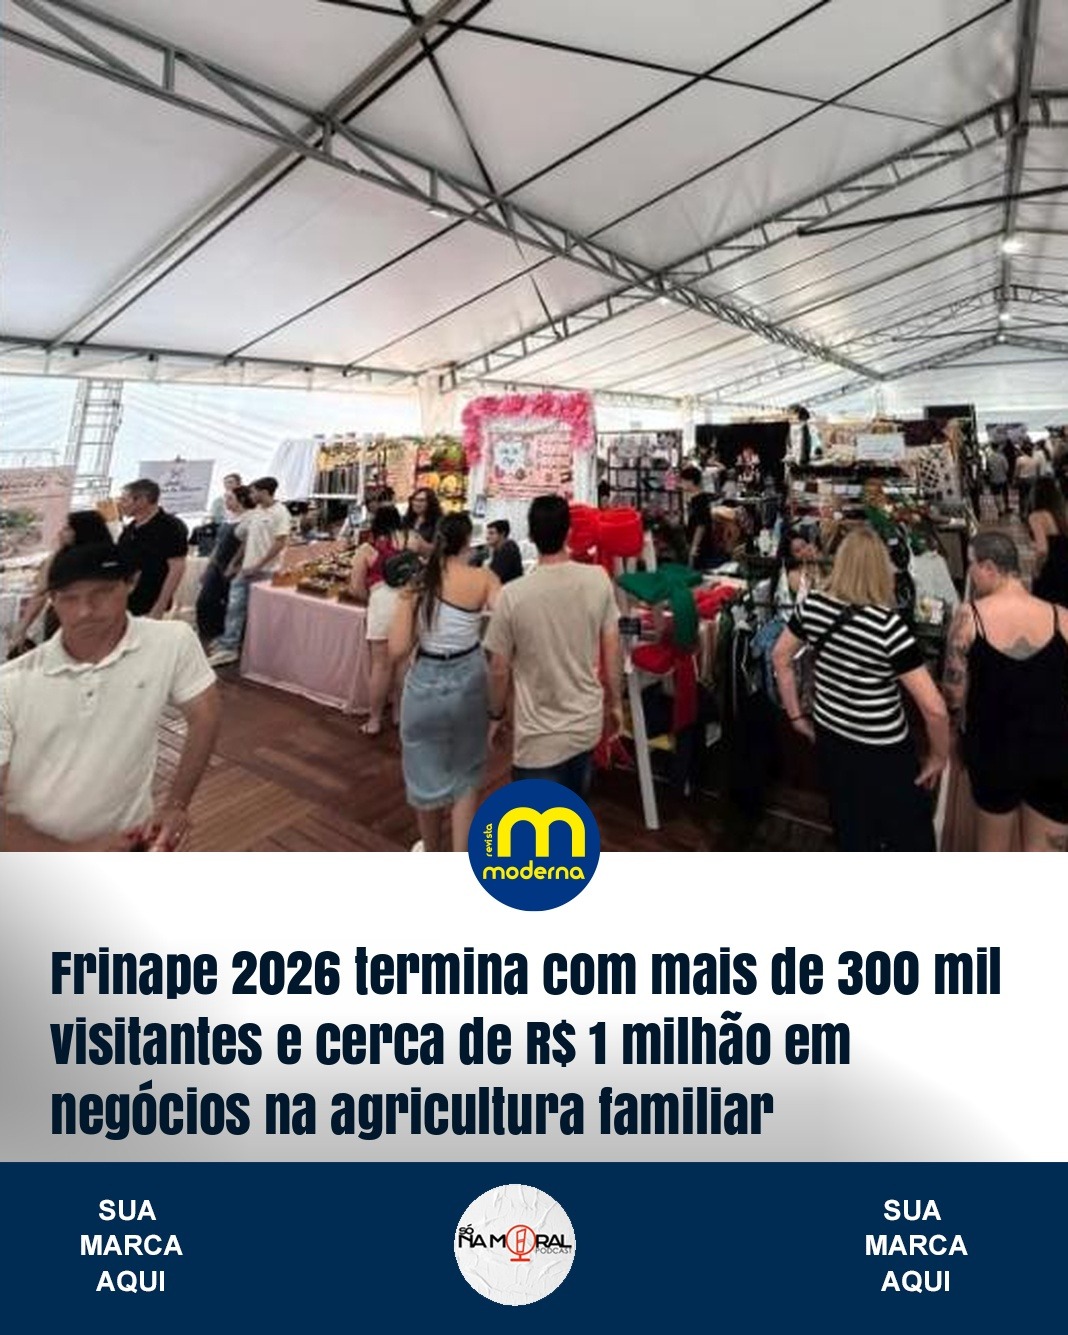 revista
m
moderna
Frinape 2026 termina com mais de 300 mil
visitantes e cerca de R$ 1 milhão em
negócios na agricultura familiar
SUA
MARCA
AQUI
SÓ
NA MORAL
PODCAST
SUA
MARCA
AQUI